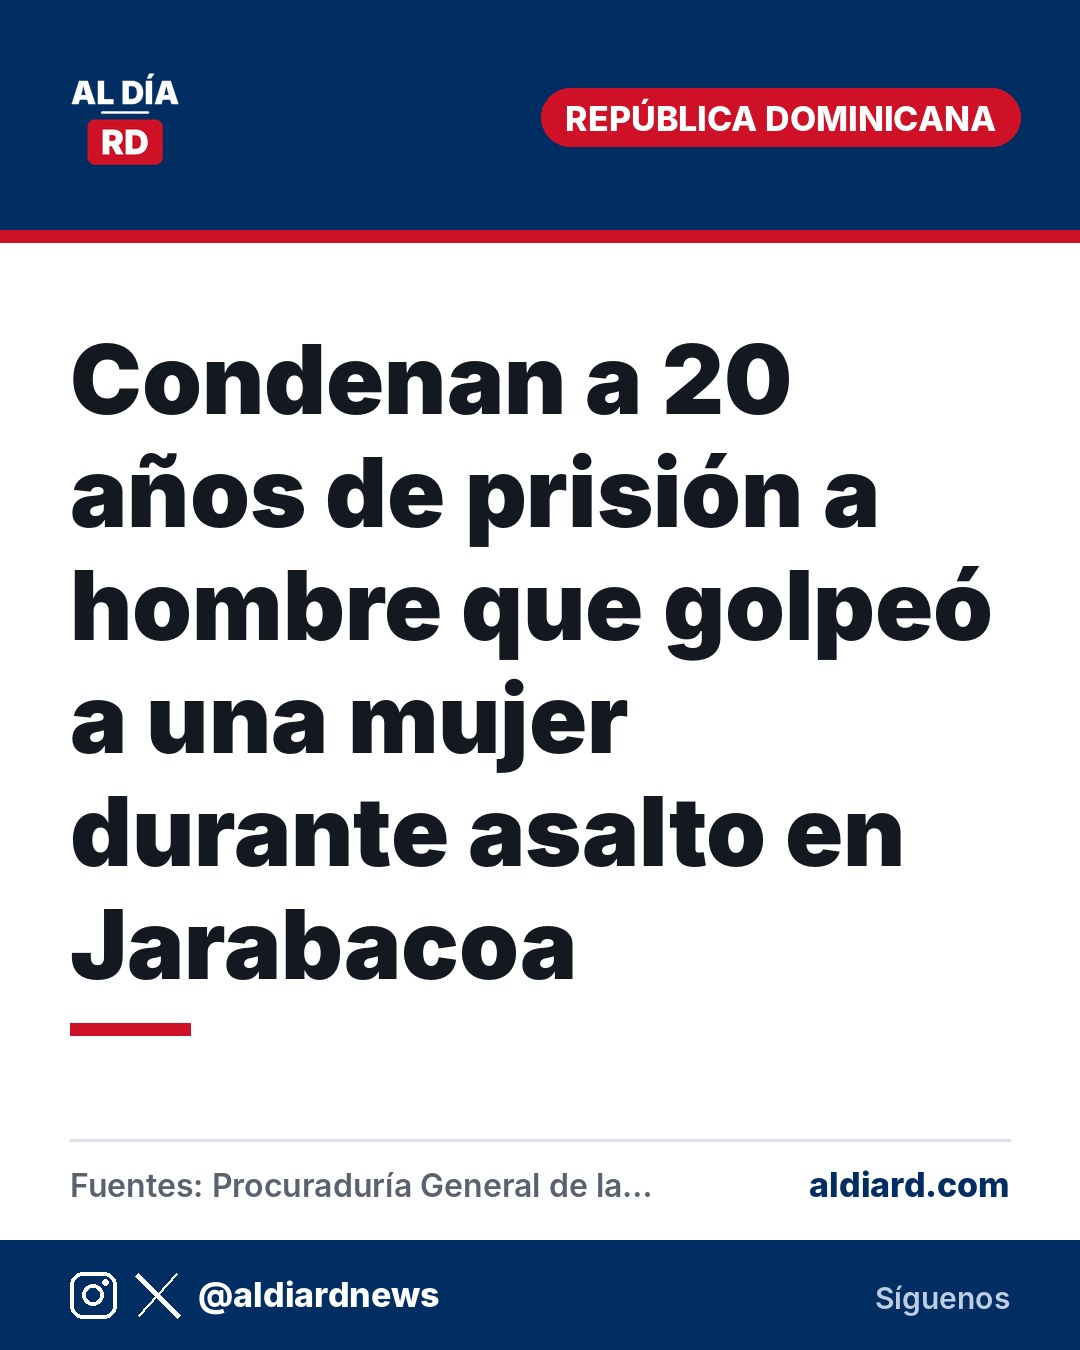 AL DÍA
RD
REPÚBLICA DOMINICANA
Condenan a 20
años de prisión a
hombre que golpeó
a una mujer
durante asalto en
Jarabacoa
Fuentes: Procuraduría General de la...
aldiard.com
@aldiardnews
Síguenos